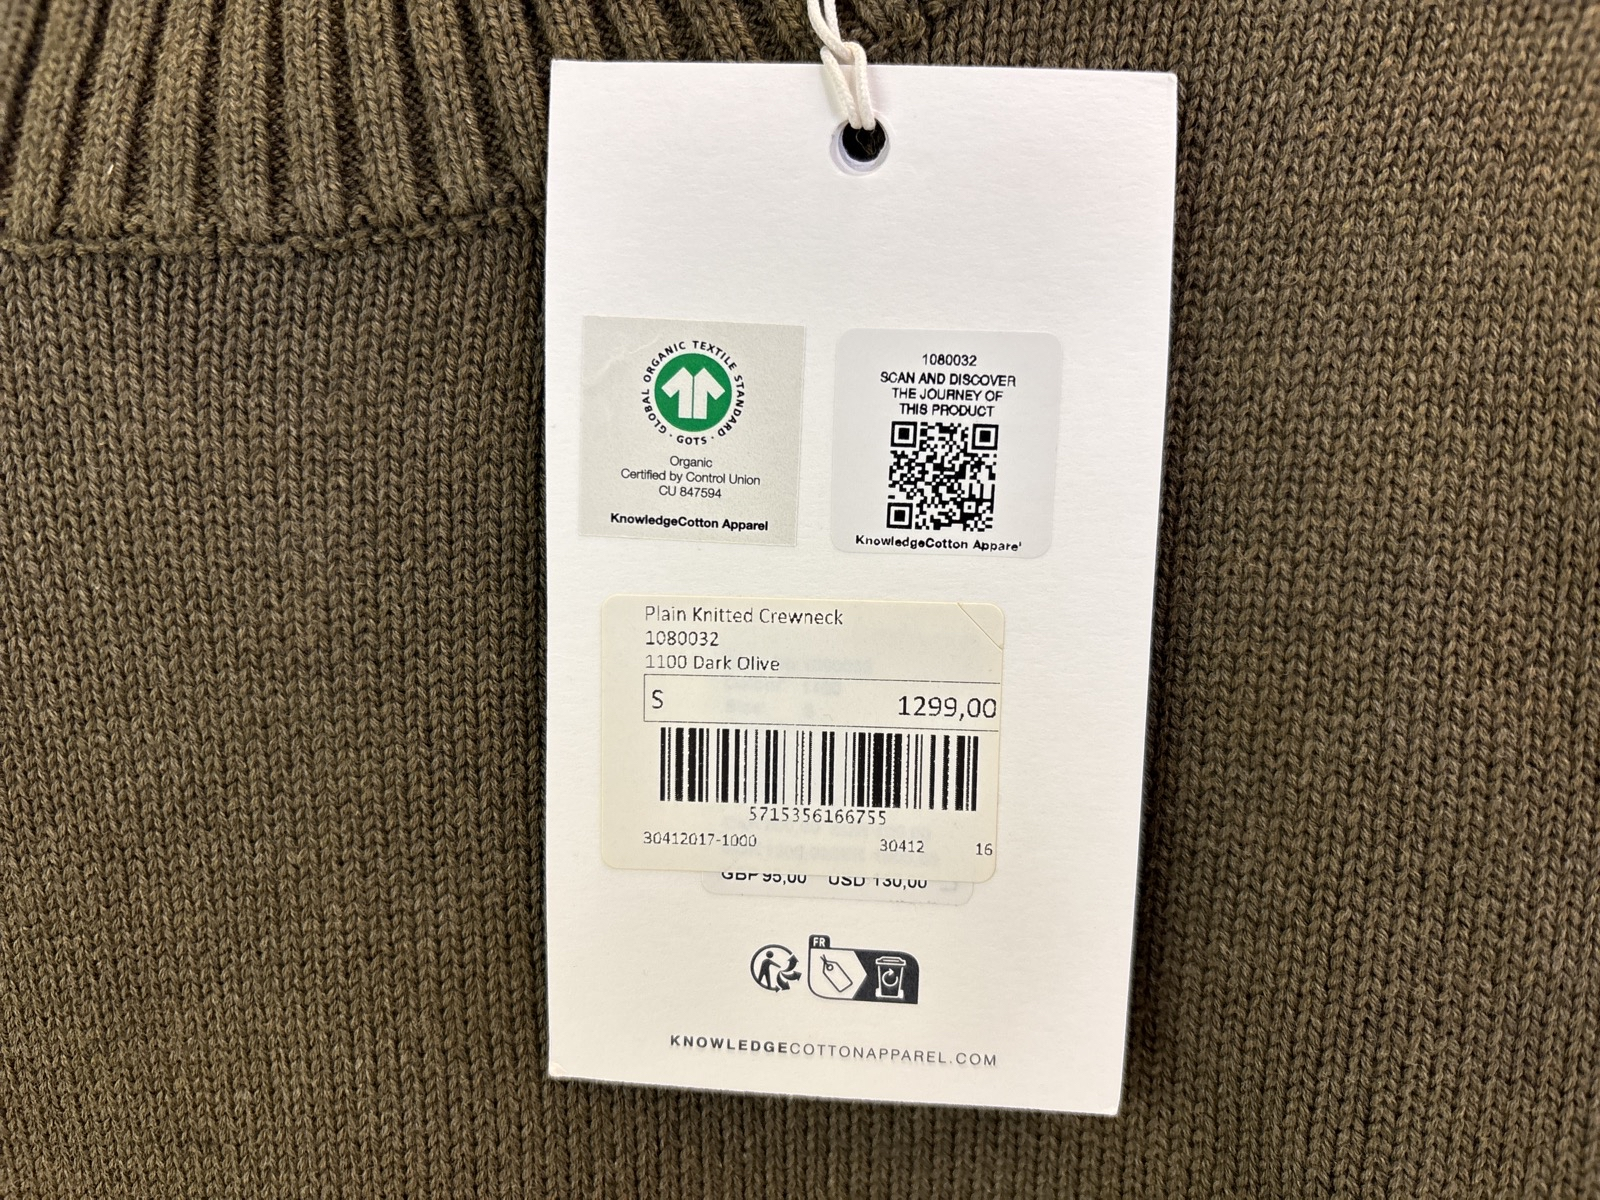 GLOBAL ORGANIC TEXTILE STANDARD · GOTS ·
Organic
Certified by Control Union
CU 847594
KnowledgeCotton Apparel
1080032
SCAN AND DISCOVER
THE JOURNEY OF
THIS PRODUCT
KnowledgeCotton Apparel
Plain Knitted Crewneck
1080032
1100 Dark Olive
S 1299,00
5715356166755
30412017-1000 30412 16
GBP 95,00 USD 130,00
FR
KNOWLEDGECOTTONAPPAREL.COM